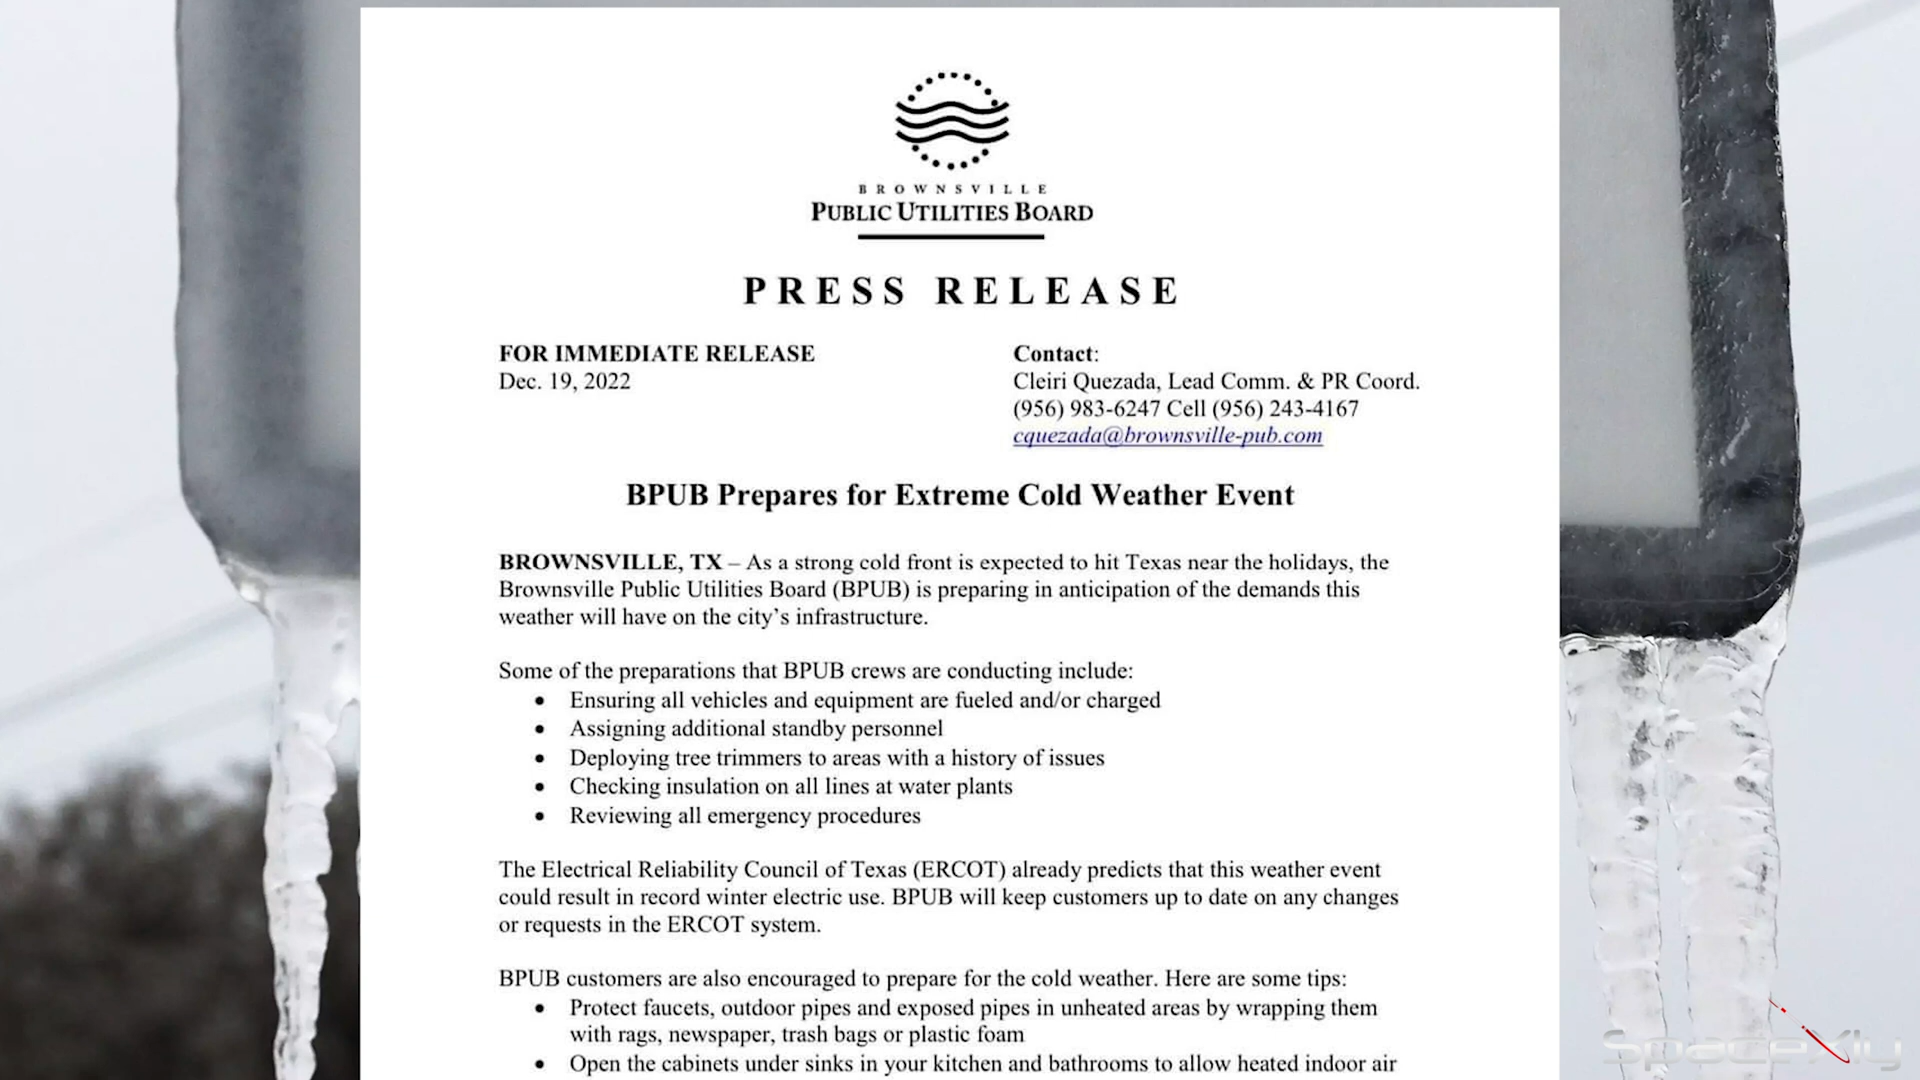 BROWNSVILLE
PUBLIC UTILITIES BOARD
PRESS RELEASE
FOR IMMEDIATE RELEASE
Dec. 19, 2022
Contact:
Cleiri Quezada, Lead Comm. & PR Coord.
(956) 983-6247 Cell (956) 243-4167
cquezada@brownsville-pub.com
BPUB Prepares for Extreme Cold Weather Event
BROWNSVILLE, TX – As a strong cold front is expected to hit Texas near the holidays, the
Brownsville Public Utilities Board (BPUB) is preparing in anticipation of the demands this
weather will have on the city's infrastructure.
Some of the preparations that BPUB crews are conducting include:
• Ensuring all vehicles and equipment are fueled and/or charged
• Assigning additional standby personnel
• Deploying tree trimmers to areas with a history of issues
• Checking insulation on all lines at water plants
• Reviewing all emergency procedures
The Electrical Reliability Council of Texas (ERCOT) already predicts that this weather event
could result in record winter electric use. BPUB will keep customers up to date on any changes
or requests in the ERCOT system.
BPUB customers are also encouraged to prepare for the cold weather. Here are some tips:
• Protect faucets, outdoor pipes and exposed pipes in unheated areas by wrapping them
with rags, newspaper, trash bags or plastic foam
• Open the cabinets under sinks in your kitchen and bathrooms to allow heated indoor air
SpaceXly